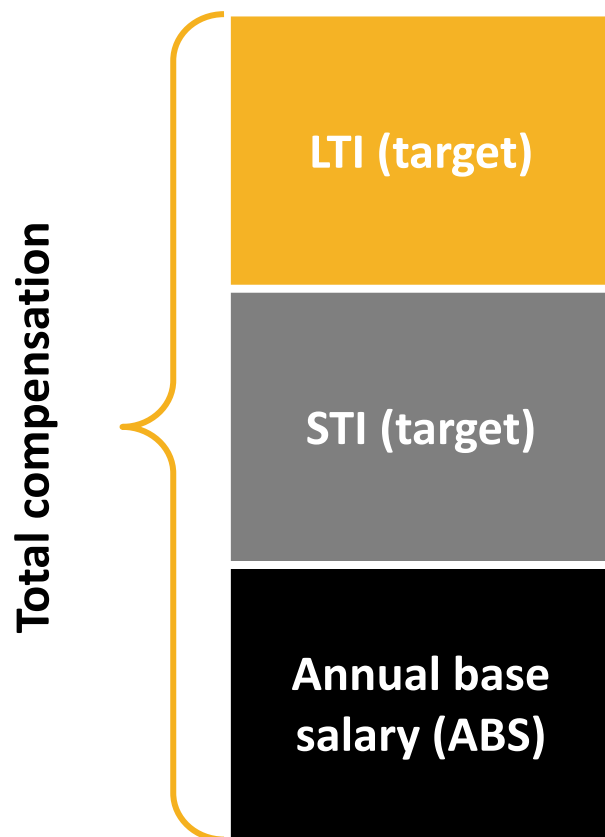 Total compensation
LTI (target)
STI (target)
Annual base
salary (ABS)